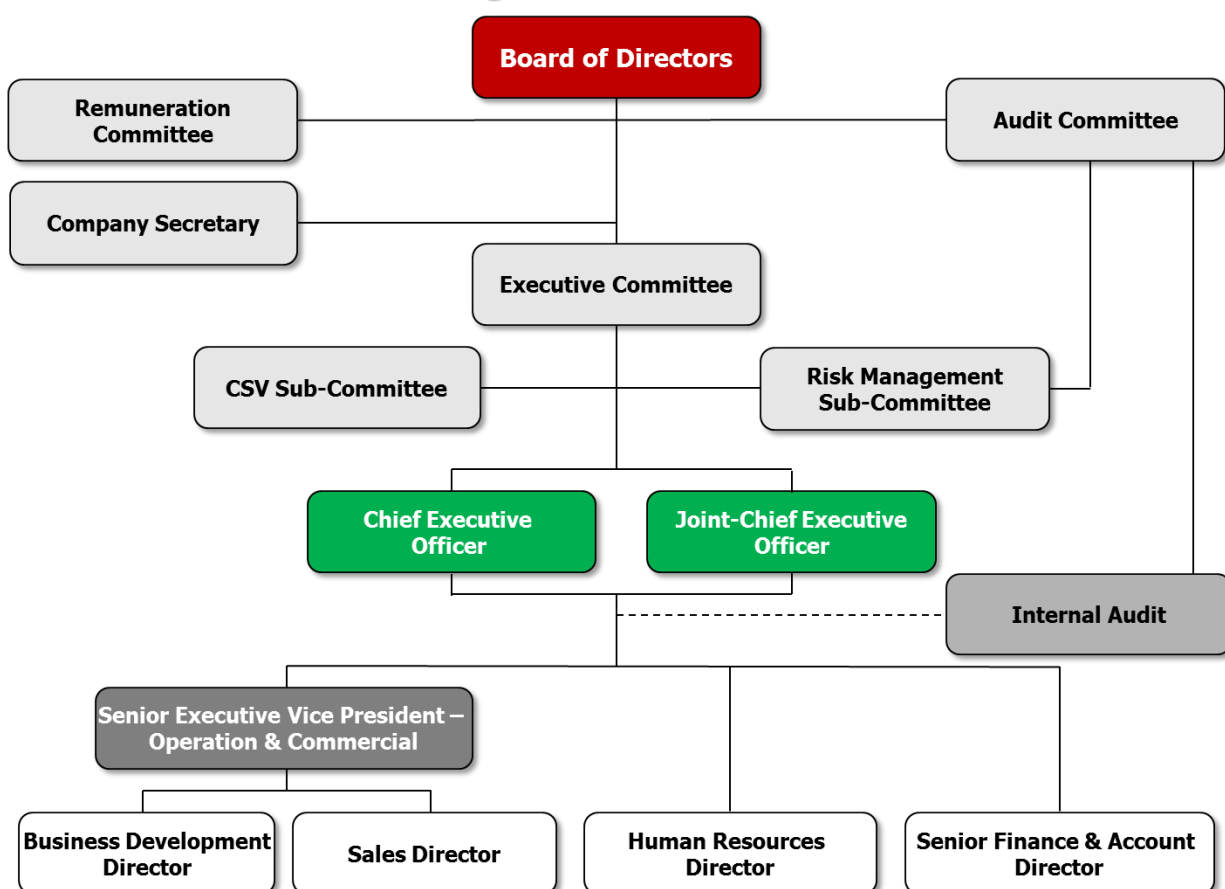 Board of Directors
Remuneration
Committee
Audit Committee
Company Secretary
Executive Committee
CSV Sub-Committee
Risk Management
Sub-Committee
Chief Executive
Officer
Joint-Chief Executive
Officer
Internal Audit
Senior Executive Vice President –
Operation & Commercial
Business Development
Director
Sales Director
Human Resources
Director
Senior Finance & Account
Director